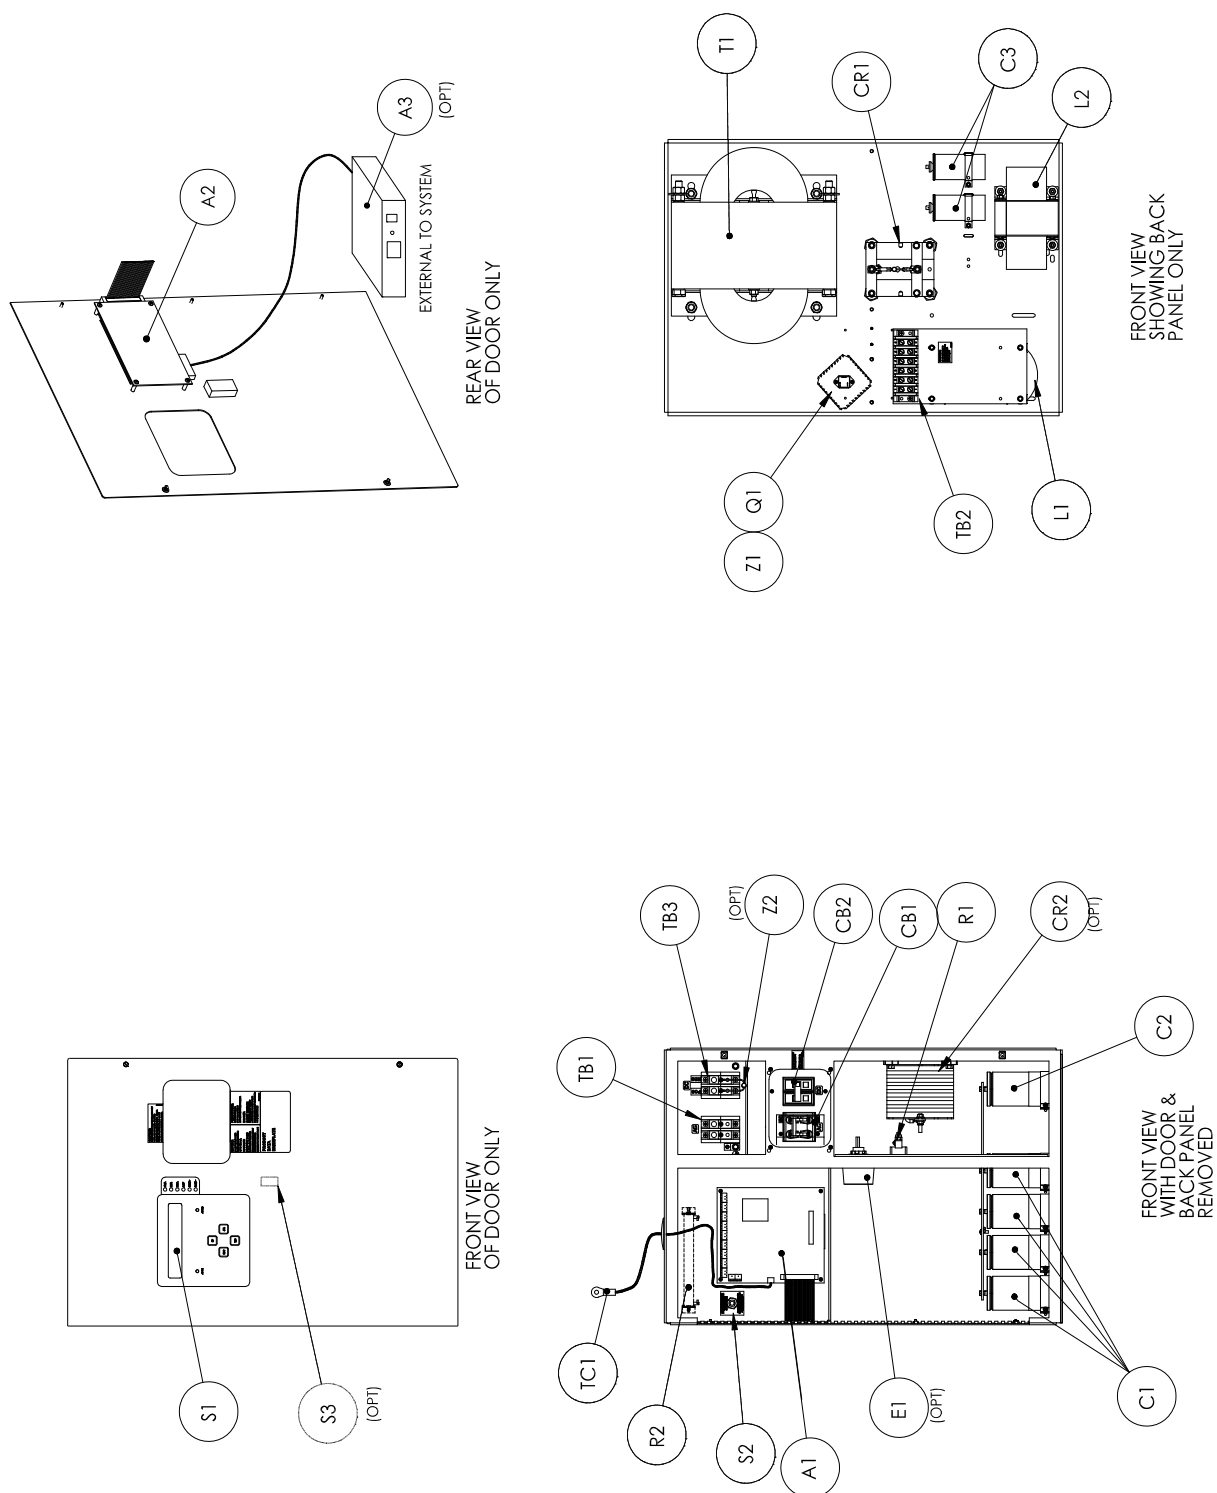 S1
S3
(OPT)
FRONT VIEW
OF DOOR ONLY
A2
A3
(OPT)
EXTERNAL TO SYSTEM
REAR VIEW
OF DOOR ONLY
TC1
R2
S2
A1
TB1
TB3
(OPT)
Z2
CB2
CB1
R1
CR2
(OPT)
C2
E1
(OPT)
C1
FRONT VIEW
WITH DOOR &
BACK PANEL
REMOVED
T1
CR1
C3
L2
Z1
Q1
TB2
L1
FRONT VIEW
SHOWING BACK
PANEL ONLY